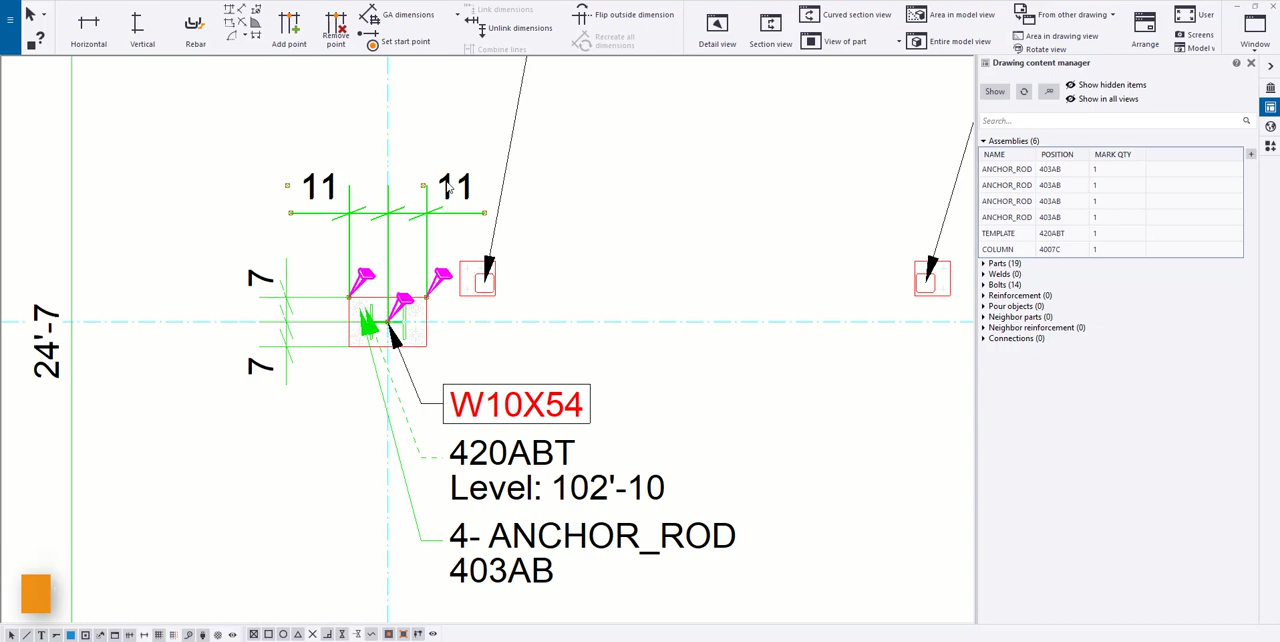 Horizontal
Vertical
Rebar
Add point
Remove point
GA dimensions
Set start point
Link dimensions
Unlink dimensions
Combine lines
Flip outside dimension
Recreate all dimensions
Detail view
Section view
Curved section view
View of part
Area in model view
Entire model view
From other drawing
Area in drawing view
Rotate view
Arrange
User
Screens
Model v
Window
Drawing content manager
Show
Show hidden items
Show in all views
Search...
Assemblies (6)
NAME POSITION MARK QTY
ANCHOR_ROD 403AB 1
ANCHOR_ROD 403AB 1
ANCHOR_ROD 403AB 1
ANCHOR_ROD 403AB 1
TEMPLATE 420ABT 1
COLUMN 4007C 1
Parts (19)
Welds (0)
Bolts (14)
Reinforcement (0)
Pour objects (0)
Neighbor parts (0)
Neighbor reinforcement (0)
Connections (0)
11 11
7
7
24'-7
W10X54
420ABT
Level: 102'-10
4- ANCHOR_ROD
403AB